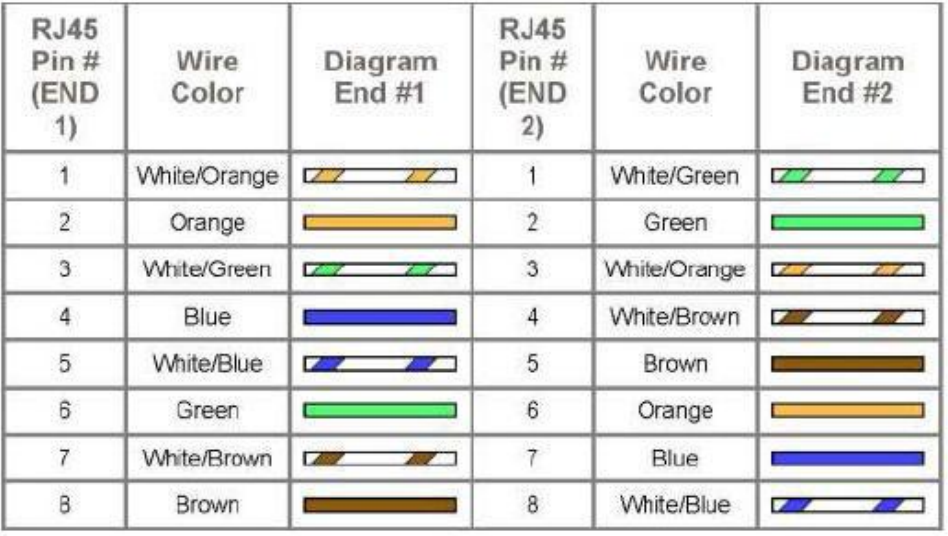 RJ45 Pin # (END 1) Wire Color Diagram End #1 RJ45 Pin # (END 2) Wire Color Diagram End #2
1 White/Orange 1 White/Green
2 Orange 2 Green
3 White/Green 3 White/Orange
4 Blue 4 White/Brown
5 White/Blue 5 Brown
6 Green 6 Orange
7 White/Brown 7 Blue
8 Brown 8 White/Blue